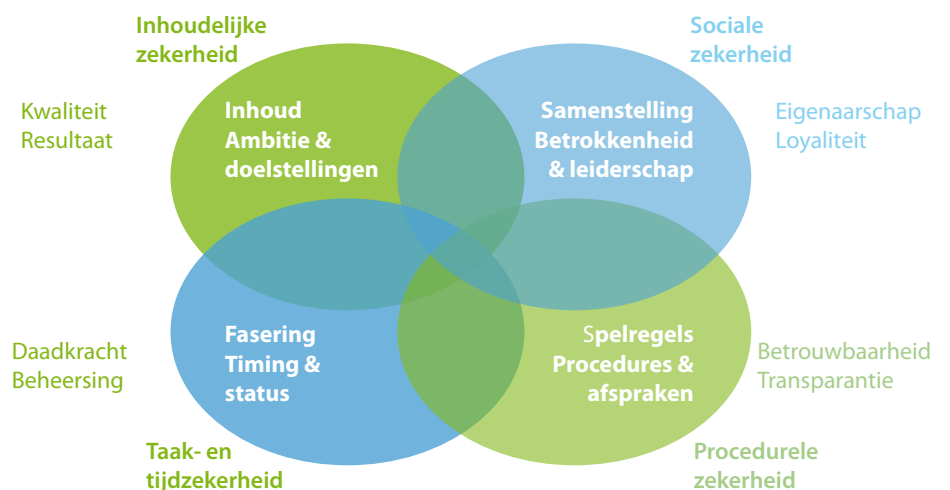 Inhoudelijke
zekerheid
Sociale
zekerheid
Kwaliteit
Resultaat
Inhoud
Ambitie &
doelstellingen
Samenstelling
Betrokkenheid
& leiderschap
Eigenaarschap
Loyaliteit
Daadkracht
Beheersing
Fasering
Timing &
status
Spelregels
Procedures &
afspraken
Betrouwbaarheid
Transparantie
Taak- en
tijdzekerheid
Procedurele
zekerheid